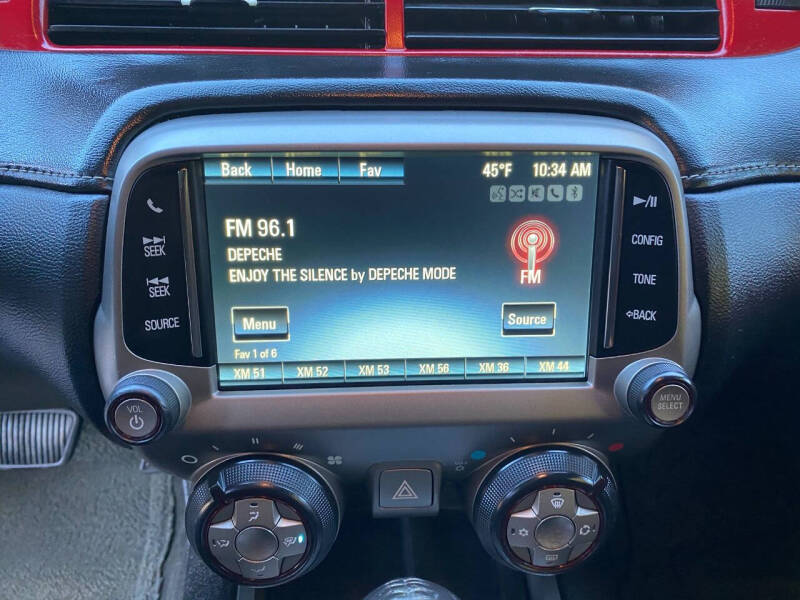 Back Home Fav 45°F 10:34 AM
FM 96.1
DEPECHE
ENJOY THE SILENCE by DEPECHE MODE
FM
Menu Source
Fav 1 of 6
XM 51 XM 52 XM 53 XM 56 XM 36 XM 44
SEEK
SEEK
SOURCE
CONFIG
TONE
BACK
VOL
MENU
SELECT